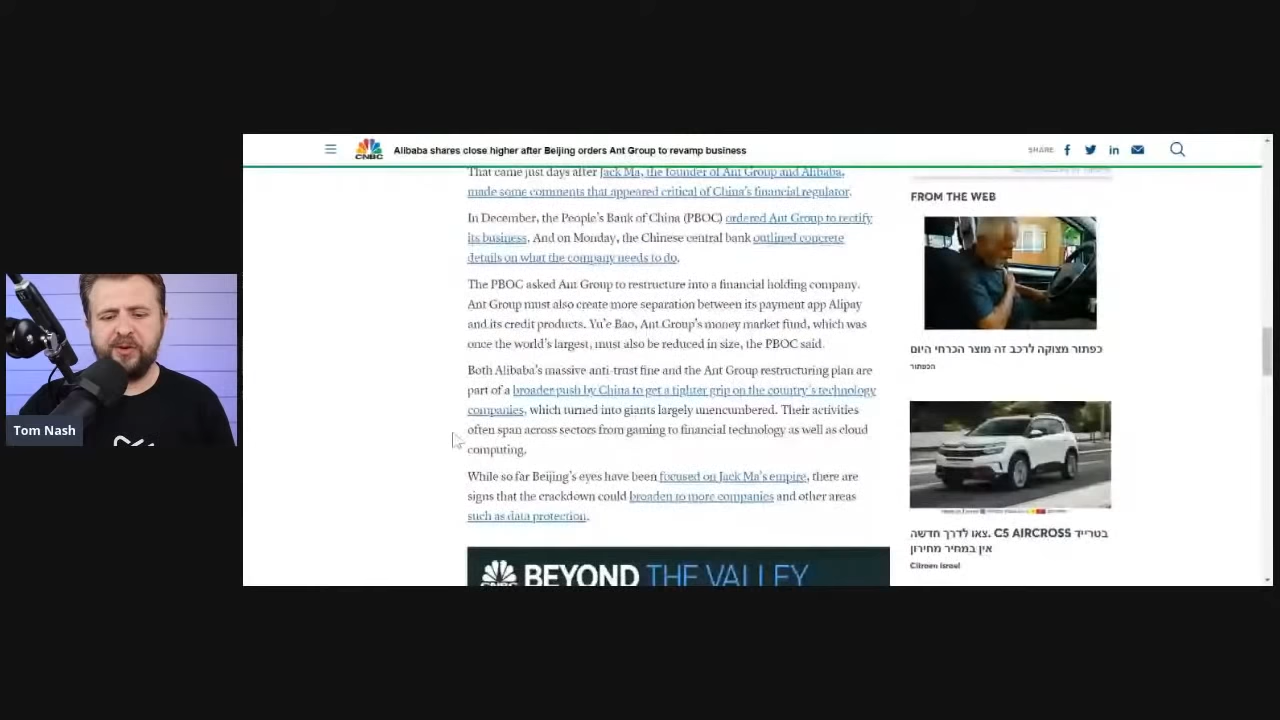 CNBC
Alibaba shares close higher after Beijing orders Ant Group to revamp business
SHARE
That came just days after Jack Ma, the founder of Ant Group and Alibaba,
made some comments that appeared critical of China's financial regulator.
In December, the People's Bank of China (PBOC) ordered Ant Group to rectify
its business. And on Monday, the Chinese central bank outlined concrete
details on what the company needs to do.
The PBOC asked Ant Group to restructure into a financial holding company.
Ant Group must also create more separation between its payment app Alipay
and its credit products. Yu'e Bao, Ant Group's money market fund, which was
once the world's largest, must also be reduced in size, the PBOC said.
Both Alibaba's massive anti-trust fine and the Ant Group restructuring plan are
part of a broader push by China to get a tighter grip on the country's technology
companies, which turned into giants largely unencumbered. Their activities
often span across sectors from gaming to financial technology as well as cloud
computing.
While so far Beijing's eyes have been focused on Jack Ma's empire, there are
signs that the crackdown could broaden to more companies and other areas
such as data protection.
BEYOND THE VALLEY
FROM THE WEB
כפתור מצוקה לרכב זה מוצר הכרחי היום
הכפתור
בטרייד C5 AIRCROSS .צאו לדרך חדשה
אין במחיר מחירון
Citroen Israel
Tom Nash